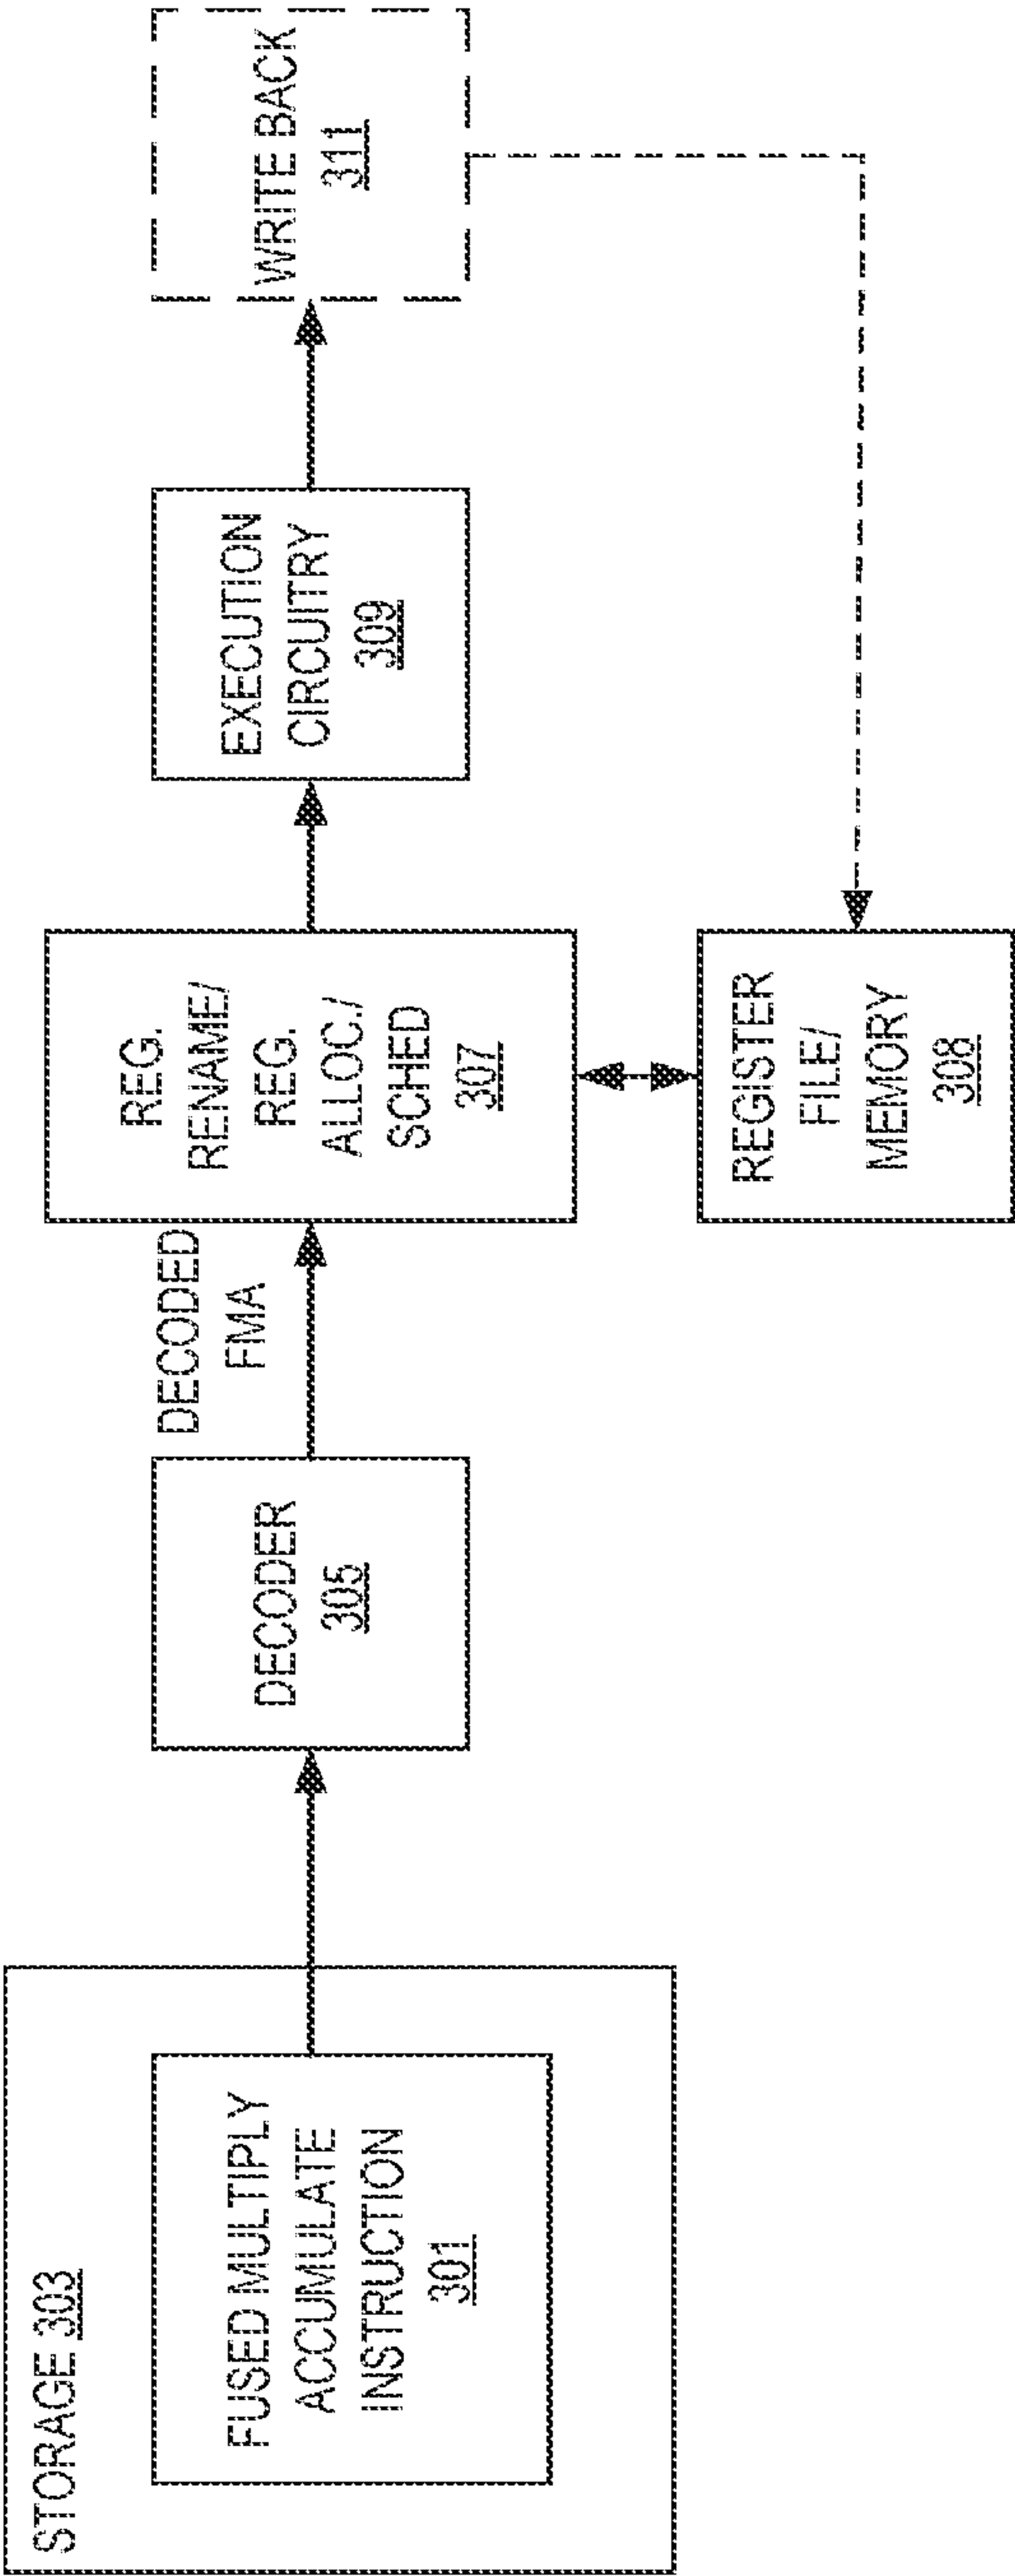 STORAGE 303
FUSED MULTIPLY
ACCUMULATE
INSTRUCTION
301
DECODER
305
DECODED
FMA
REG.
RENAME/
REG.
ALLOC./
SCHED
307
REGISTER
FILE/
MEMORY
308
EXECUTION
CIRCUITRY
309
WRITE BACK
311